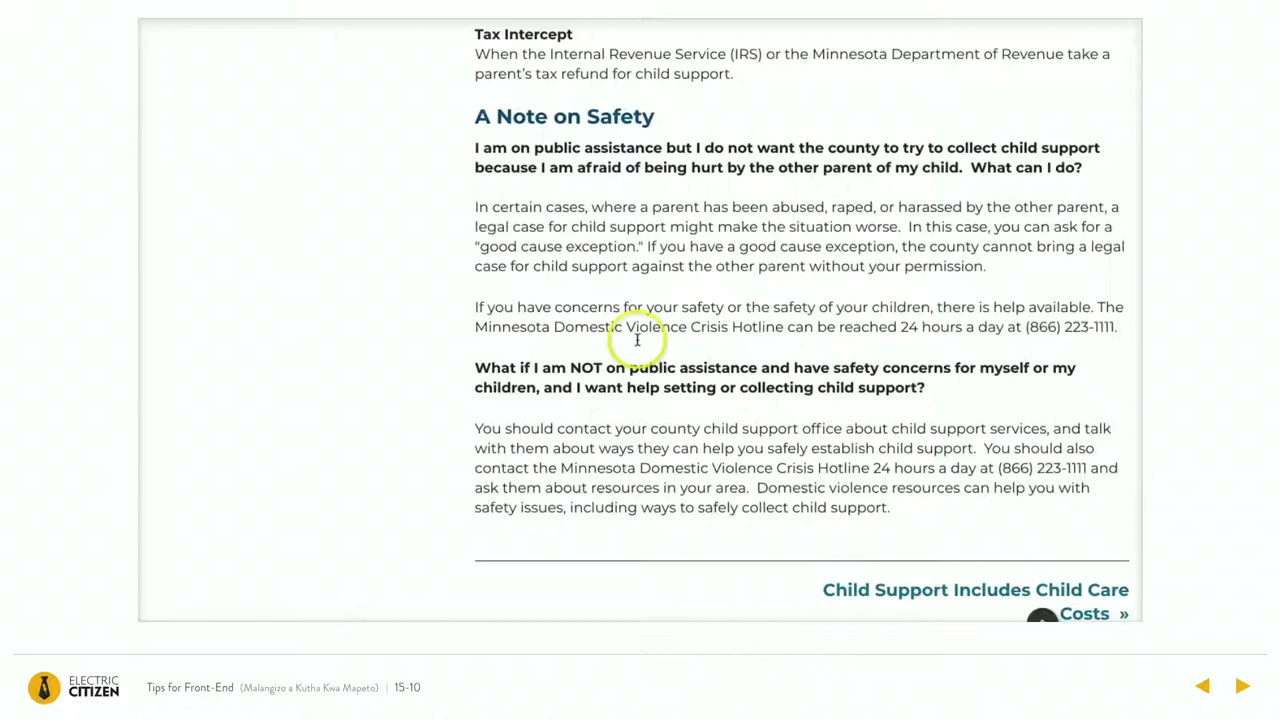 Tax Intercept
When the Internal Revenue Service (IRS) or the Minnesota Department of Revenue take a
parent's tax refund for child support.
A Note on Safety
I am on public assistance but I do not want the county to try to collect child support
because I am afraid of being hurt by the other parent of my child.  What can I do?
In certain cases, where a parent has been abused, raped, or harassed by the other parent, a
legal case for child support might make the situation worse.  In this case, you can ask for a
"good cause exception." If you have a good cause exception, the county cannot bring a legal
case for child support against the other parent without your permission.
If you have concerns for your safety or the safety of your children, there is help available. The
Minnesota Domestic Violence Crisis Hotline can be reached 24 hours a day at (866) 223-1111.
What if I am NOT on public assistance and have safety concerns for myself or my
children, and I want help setting or collecting child support?
You should contact your county child support office about child support services, and talk
with them about ways they can help you safely establish child support.  You should also
contact the Minnesota Domestic Violence Crisis Hotline 24 hours a day at (866) 223-1111 and
ask them about resources in your area.  Domestic violence resources can help you with
safety issues, including ways to safely collect child support.
Child Support Includes Child Care
Costs »
ELECTRIC
CITIZEN
Tips for Front-End (Malangizo a Kutha Kwa Mapeto) | 15-10